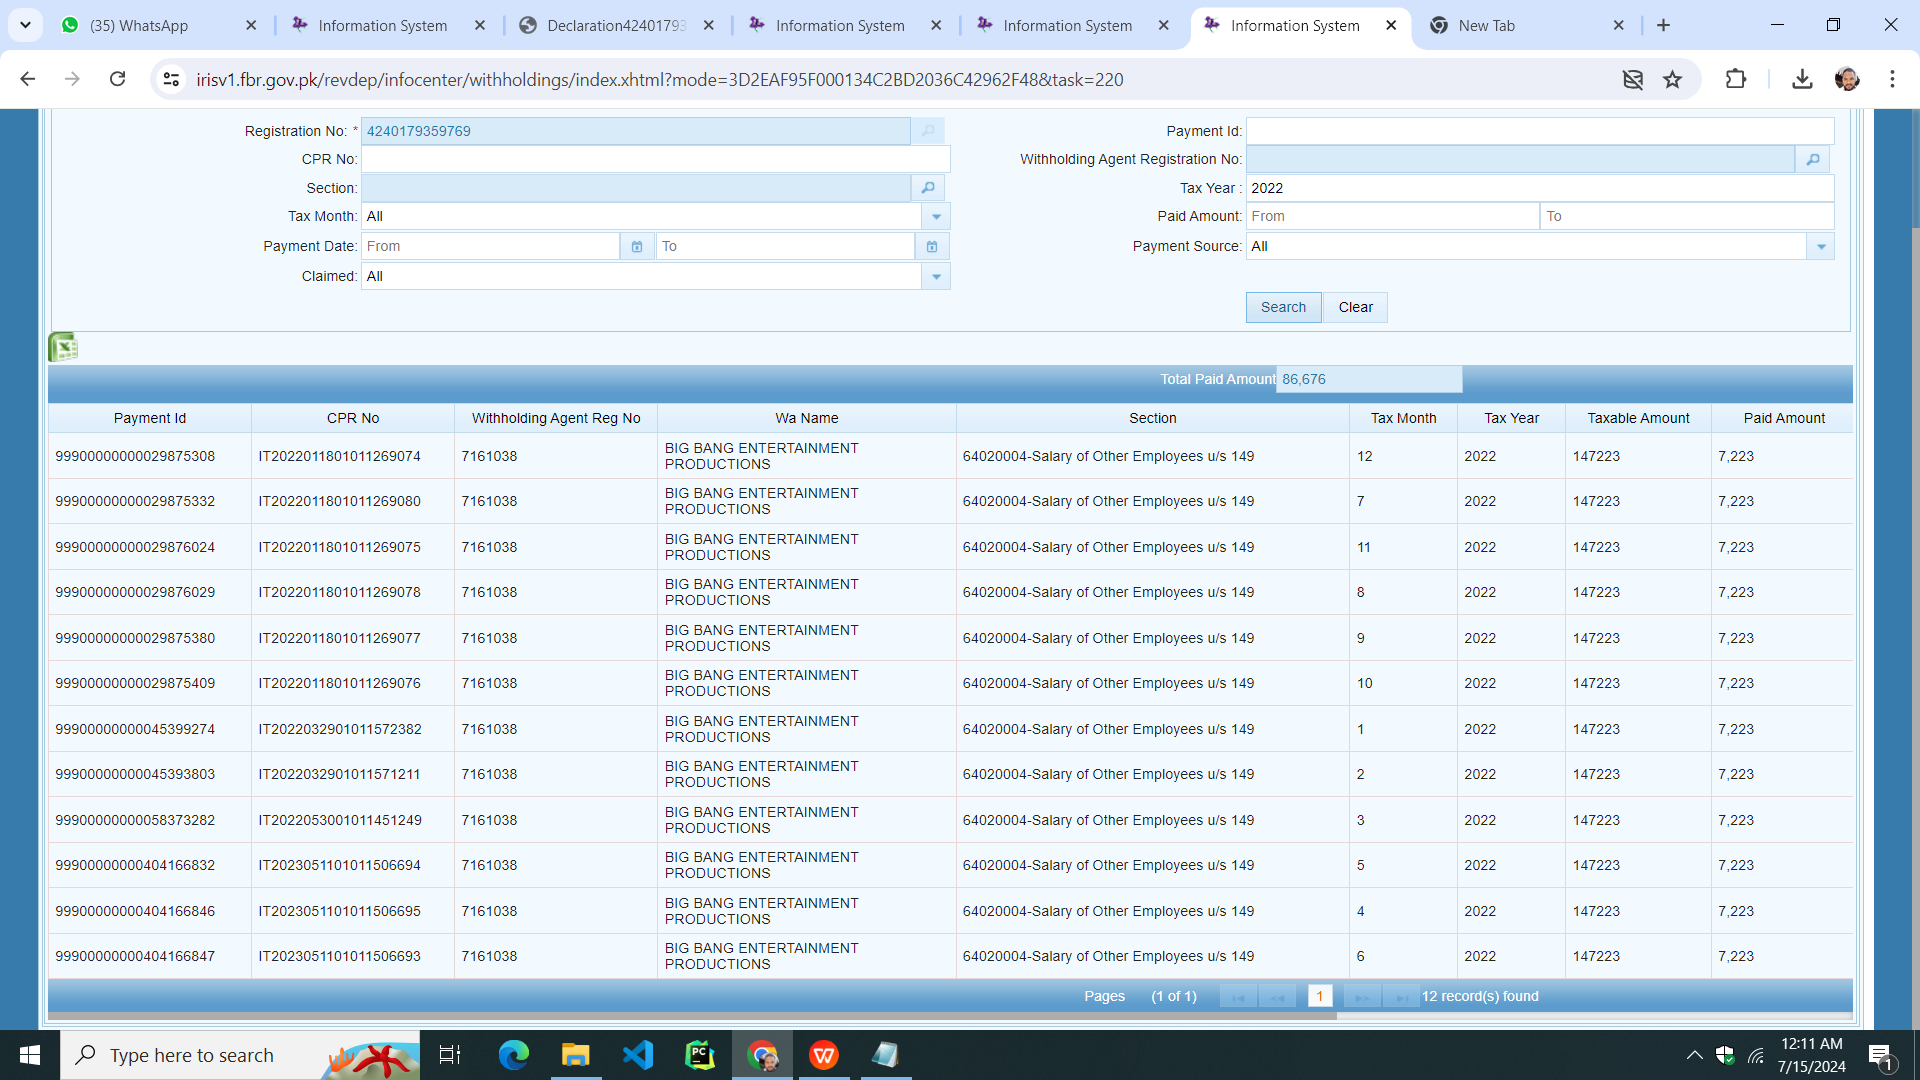 (35) WhatsApp
Information System
Declaration42401793
Information System
Information System
Information System
New Tab
irisv1.fbr.gov.pk/revdep/infocenter/withholdings/index.xhtml?mode=3D2EAF95F000134C2BD2036C42962F48&task=220
Registration No: * 4240179359769 Payment Id:
CPR No: Withholding Agent Registration No:
Section: Tax Year : 2022
Tax Month: All Paid Amount: From To
Payment Date: From To Payment Source: All
Claimed: All
Search Clear
Total Paid Amount 86,676
Payment Id CPR No Withholding Agent Reg No Wa Name Section Tax Month Tax Year Taxable Amount Paid Amount
99900000000029875308 IT2022011801011269074 7161038 BIG BANG ENTERTAINMENT PRODUCTIONS 64020004-Salary of Other Employees u/s 149 12 2022 147223 7,223
99900000000029875332 IT2022011801011269080 7161038 BIG BANG ENTERTAINMENT PRODUCTIONS 64020004-Salary of Other Employees u/s 149 7 2022 147223 7,223
99900000000029876024 IT2022011801011269075 7161038 BIG BANG ENTERTAINMENT PRODUCTIONS 64020004-Salary of Other Employees u/s 149 11 2022 147223 7,223
99900000000029876029 IT2022011801011269078 7161038 BIG BANG ENTERTAINMENT PRODUCTIONS 64020004-Salary of Other Employees u/s 149 8 2022 147223 7,223
99900000000029875380 IT2022011801011269077 7161038 BIG BANG ENTERTAINMENT PRODUCTIONS 64020004-Salary of Other Employees u/s 149 9 2022 147223 7,223
99900000000029875409 IT2022011801011269076 7161038 BIG BANG ENTERTAINMENT PRODUCTIONS 64020004-Salary of Other Employees u/s 149 10 2022 147223 7,223
99900000000045399274 IT2022032901011572382 7161038 BIG BANG ENTERTAINMENT PRODUCTIONS 64020004-Salary of Other Employees u/s 149 1 2022 147223 7,223
99900000000045393803 IT2022032901011571211 7161038 BIG BANG ENTERTAINMENT PRODUCTIONS 64020004-Salary of Other Employees u/s 149 2 2022 147223 7,223
99900000000058373282 IT2022053001011451249 7161038 BIG BANG ENTERTAINMENT PRODUCTIONS 64020004-Salary of Other Employees u/s 149 3 2022 147223 7,223
99900000000404166832 IT2023051101011506694 7161038 BIG BANG ENTERTAINMENT PRODUCTIONS 64020004-Salary of Other Employees u/s 149 5 2022 147223 7,223
99900000000404166846 IT2023051101011506695 7161038 BIG BANG ENTERTAINMENT PRODUCTIONS 64020004-Salary of Other Employees u/s 149 4 2022 147223 7,223
99900000000404166847 IT2023051101011506693 7161038 BIG BANG ENTERTAINMENT PRODUCTIONS 64020004-Salary of Other Employees u/s 149 6 2022 147223 7,223
Pages (1 of 1) 1 12 record(s) found
Type here to search
12:11 AM
7/15/2024
1